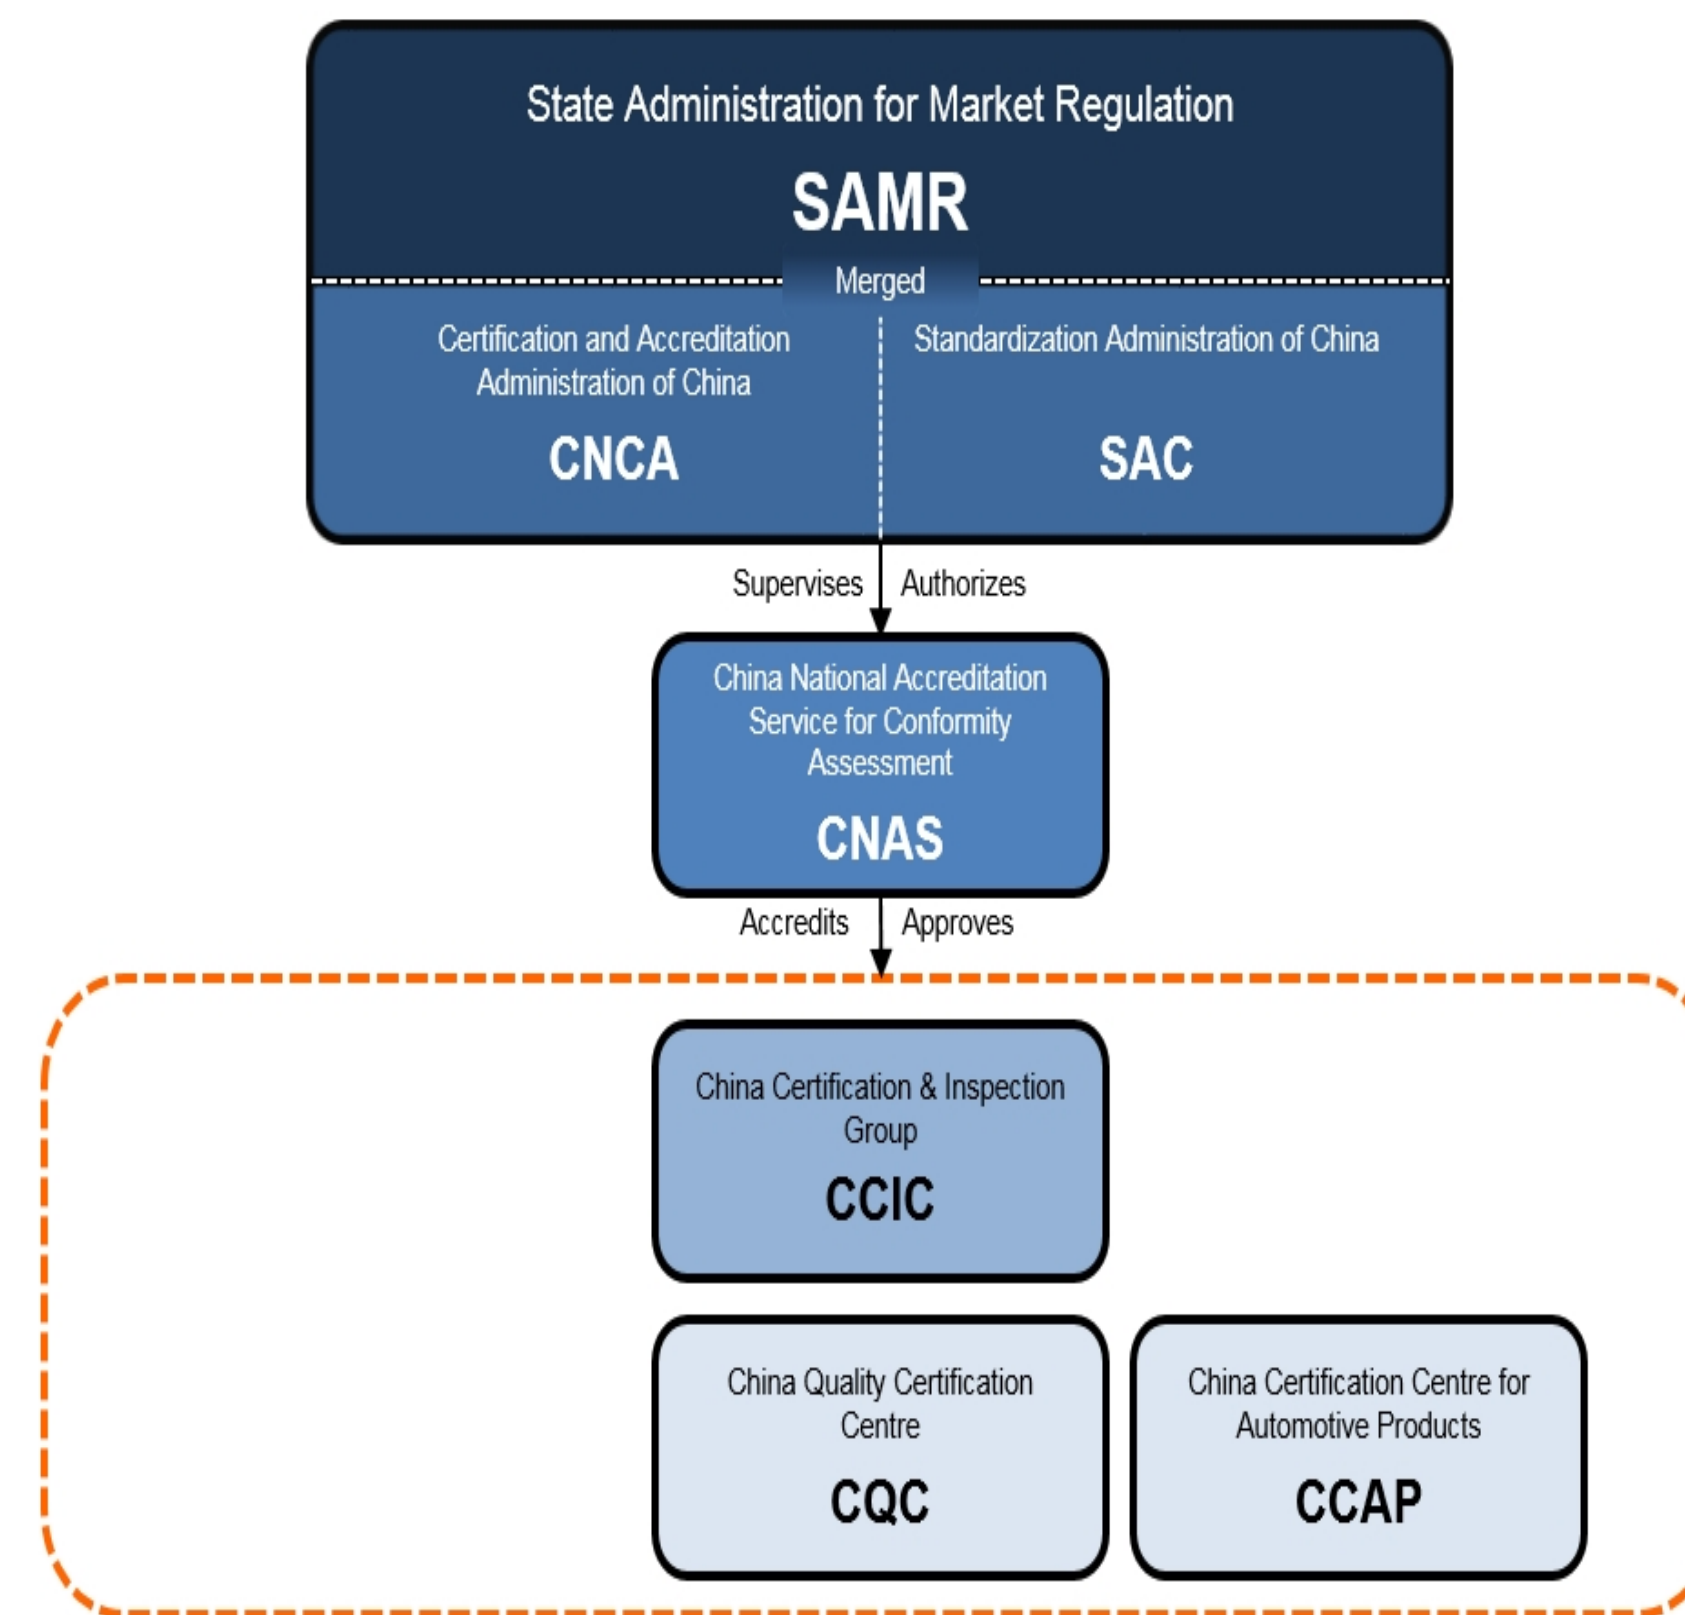 State Administration for Market Regulation
SAMR
Merged
Certification and Accreditation
Administration of China
CNCA
Standardization Administration of China
SAC
Supervises
Authorizes
China National Accreditation
Service for Conformity
Assessment
CNAS
Accredits
Approves
China Certification & Inspection
Group
CCIC
China Quality Certification
Centre
CQC
China Certification Centre for
Automotive Products
CCAP